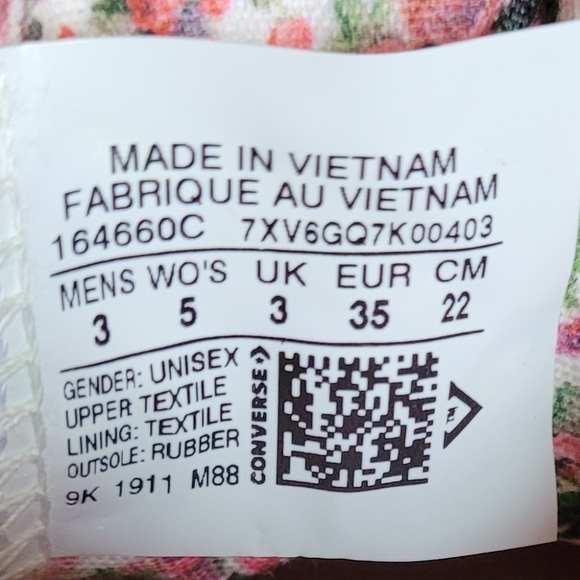 MADE IN VIETNAM
FABRIQUE AU VIETNAM
164660C 7XV6GQ7K00403
MENS WO'S UK EUR CM
3 5 3 35 22
GENDER: UNISEX
UPPER TEXTILE
LINING: TEXTILE
OUTSOLE: RUBBER
9K 1911 M88
CONVERSE
TM